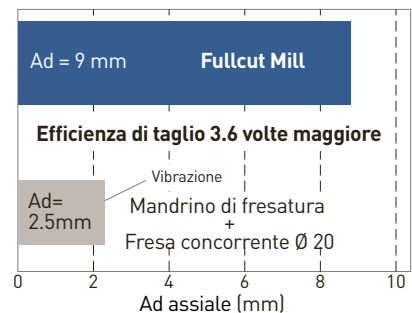 Ad = 9 mm Fullcut Mill
Efficienza di taglio 3.6 volte maggiore
Vibrazione
Ad=
2.5mm
Mandrino di fresatura
+
Fresa concorrente Ø 20
0 2 4 6 8 10
Ad assiale (mm)